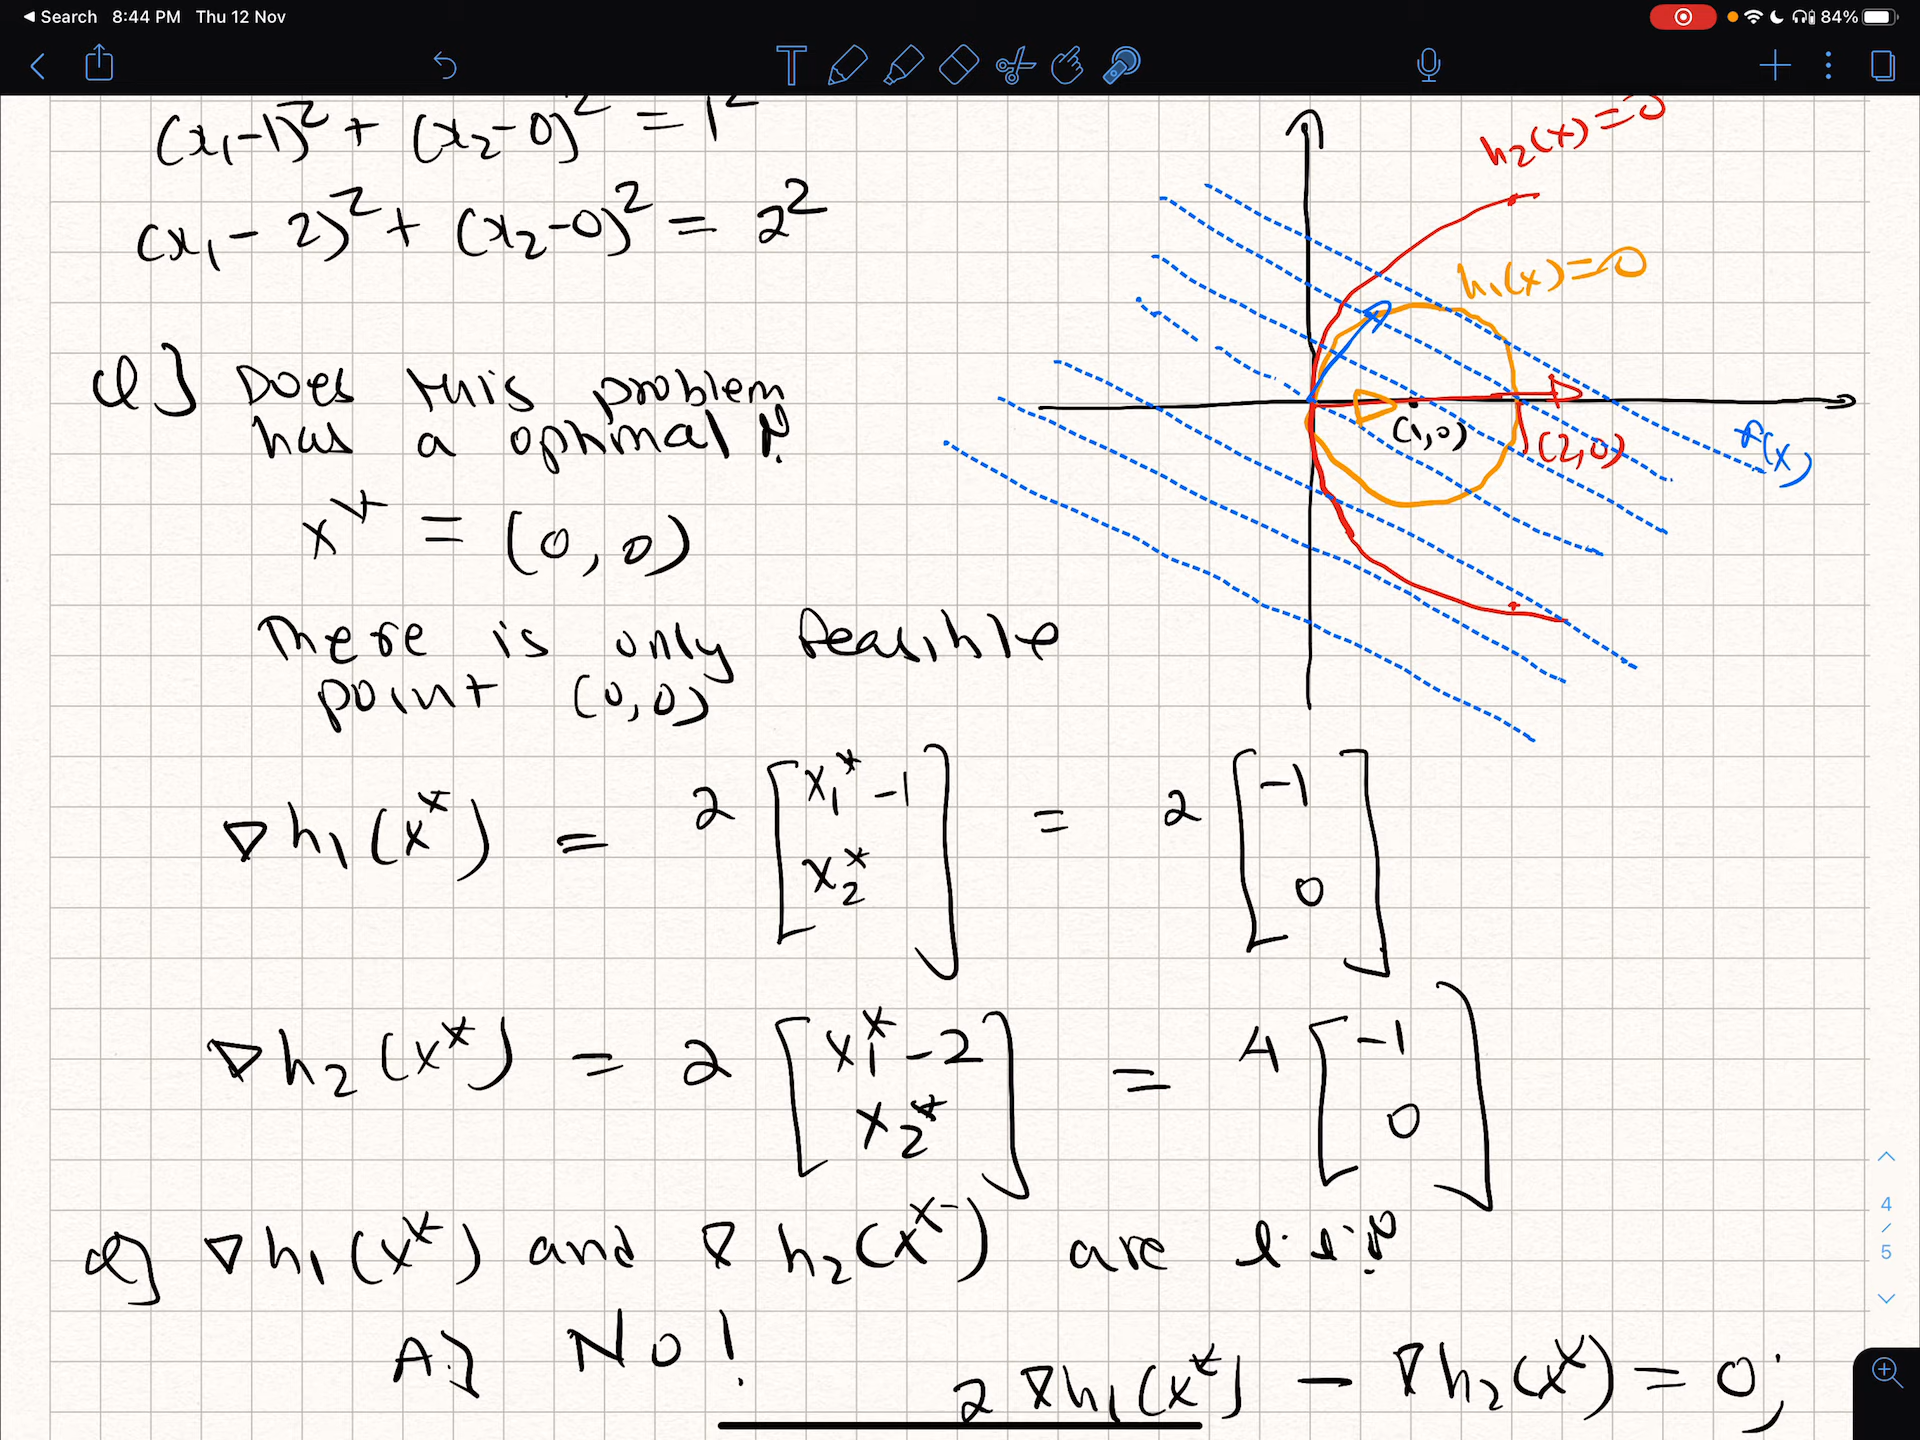 Search 8:44 PM Thu 12 Nov 84%
(x₁-1)² + (x₂-0)² = 1²
(x₁-2)² + (x₂-0)² = 2²
h₂(x)=0
h₁(x)=0
(1,0)
(2,0)
f(x)
Q] Does this problem
has a optimal ?
x* = (0,0)
There is only feasible
point (0,0)
∇h₁(x*) = 2 [x₁*-1 x₂*] = 2 [-1 0]
∇h₂(x*) = 2 [x₁*-2 x₂*] = 4 [-1 0]
Q] ∇h₁(x*) and ∇h₂(x*) are l.i?
A] No!
2∇h₁(x*) - ∇h₂(x*) = 0;
4
/
5